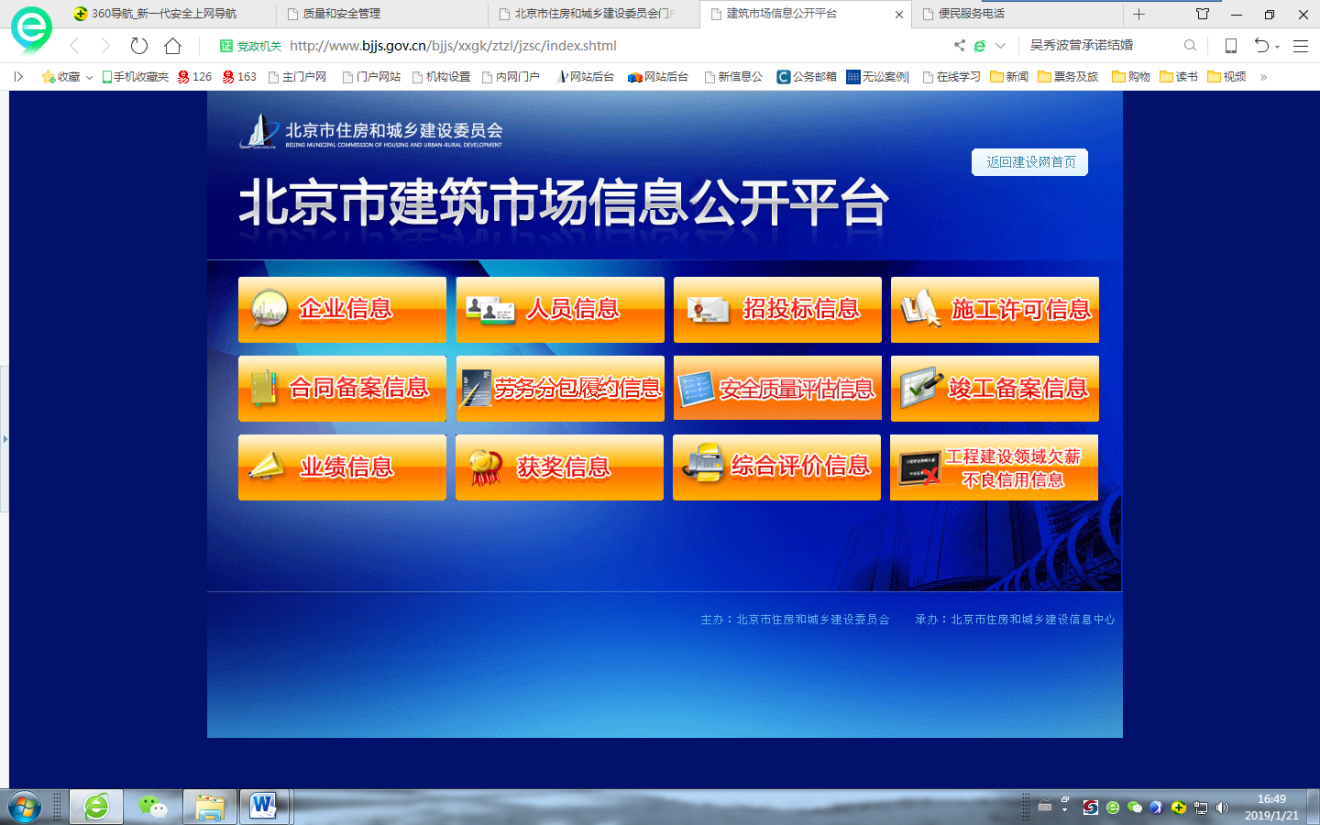 360导航_新一代安全上网导航
质量和安全管理
北京市住房和城乡建设委员会门户
建筑市场信息公开平台
便民服务电话
证 党政机关 http://www.bjjs.gov.cn/bjjs/xxgk/ztzl/jzsc/index.shtml
吴秀波曾承诺结婚
收藏 手机收藏夹 126 163 主门户网 门户网站 机构设置 内网门户 网站后台 网站后台 新信息公 公务邮箱 无讼案例 在线学习 新闻 票务及旅 购物 读书 视频 »
北京市住房和城乡建设委员会
BEIJING MUNICIPAL COMMISSION OF HOUSING AND URBAN-RURAL DEVELOPMENT
返回建设网首页
北京市建筑市场信息公开平台
企业信息 人员信息 招投标信息 施工许可信息
合同备案信息 劳务分包履约信息 安全质量评估信息 竣工备案信息
业绩信息 获奖信息 综合评价信息 工程建设领域欠薪
不良信用信息
主办：北京市住房和城乡建设委员会 承办：北京市住房和城乡建设信息中心
16:49
2019/1/21